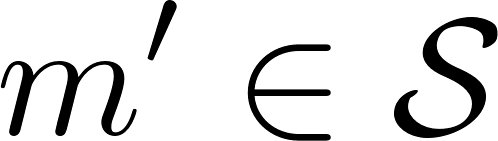 m′ ∈ 𝒮